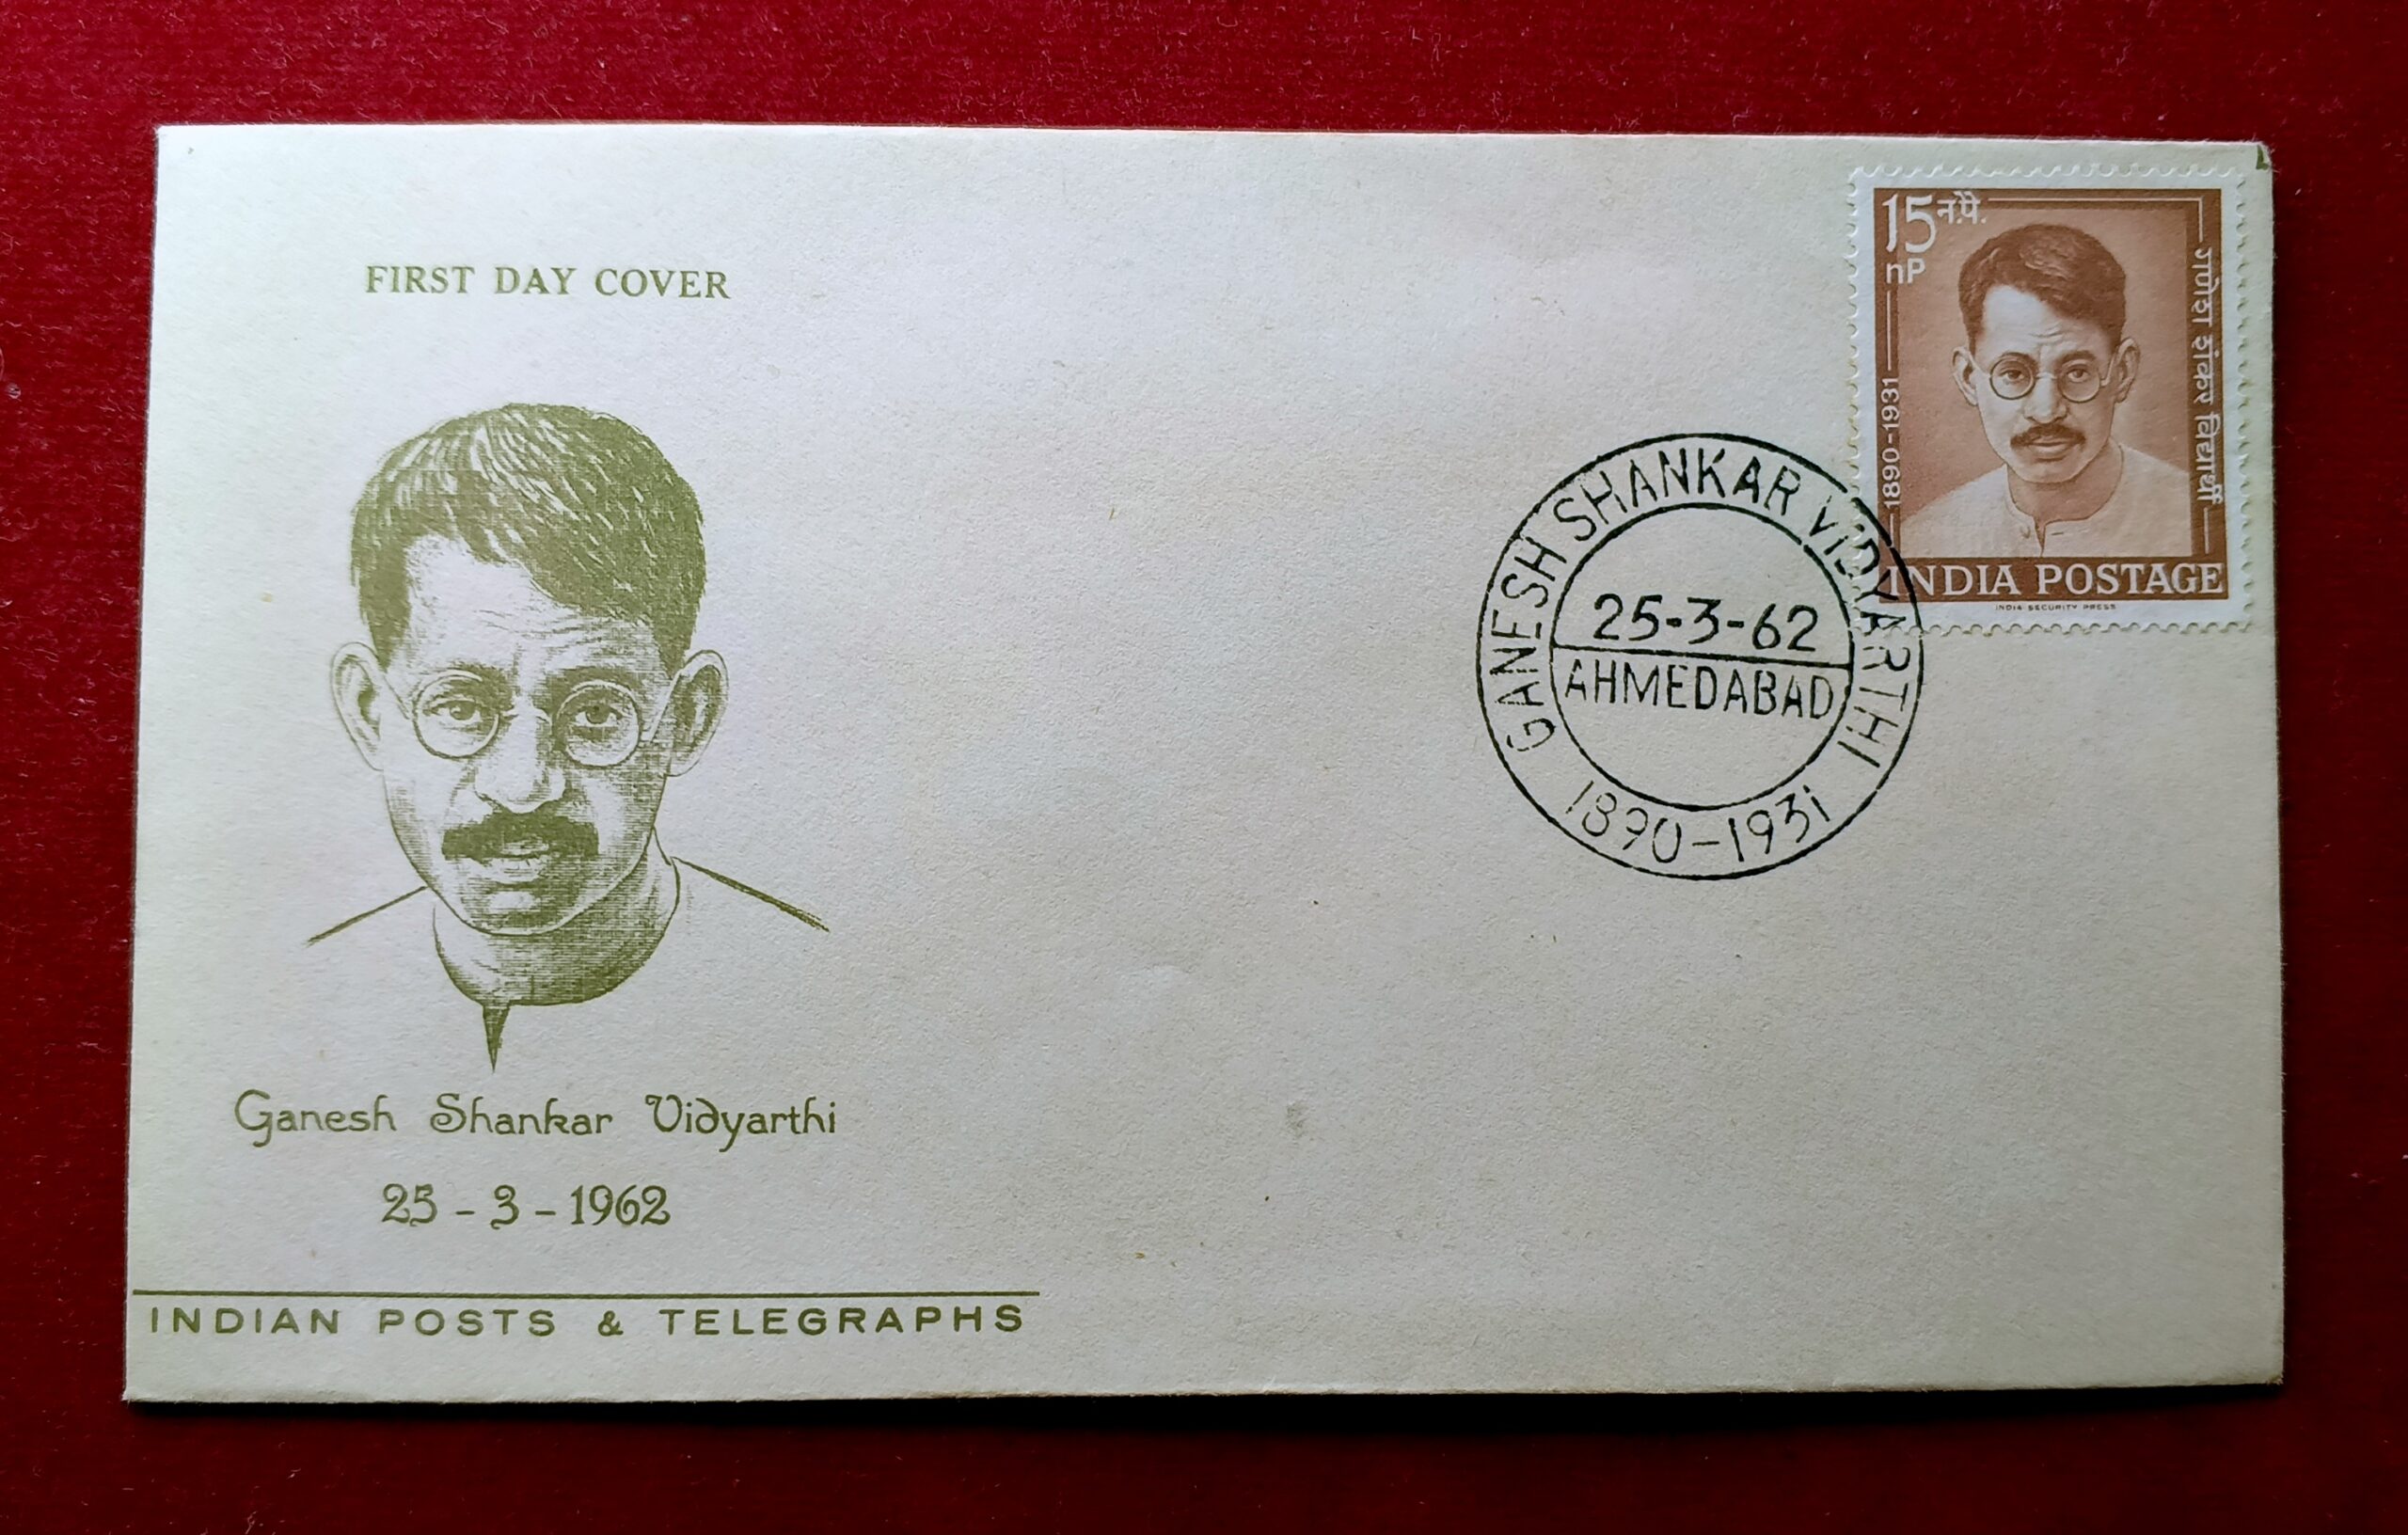 FIRST DAY COVER
Ganesh Shankar Vidyarthi
25 - 3 - 1962
INDIAN POSTS & TELEGRAPHS
GANESH SHANKAR VIDYARTHI
25-3-62
AHMEDABAD
1890-1931
15 न.पै.
nP
1890-1931
गणेश शंकर विद्यार्थी
INDIA POSTAGE
INDIA SECURITY PRESS